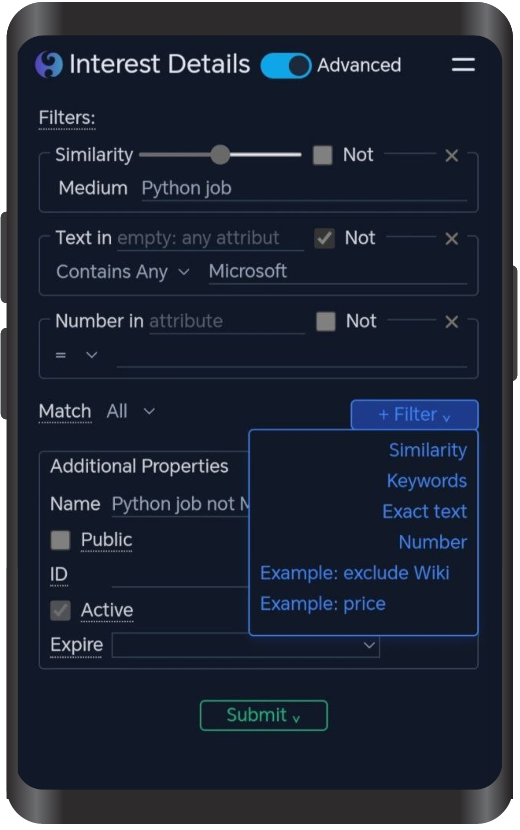 Interest Details Advanced
Filters:
Similarity Not ×
Medium Python job
Text in empty: any attribut Not ×
Contains Any Microsoft
Number in attribute Not ×
=
Match All + Filter v
Similarity
Keywords
Exact text
Number
Example: exclude Wiki
Example: price
Additional Properties
Name Python job not
Public
ID
Active
Expire
Submit v